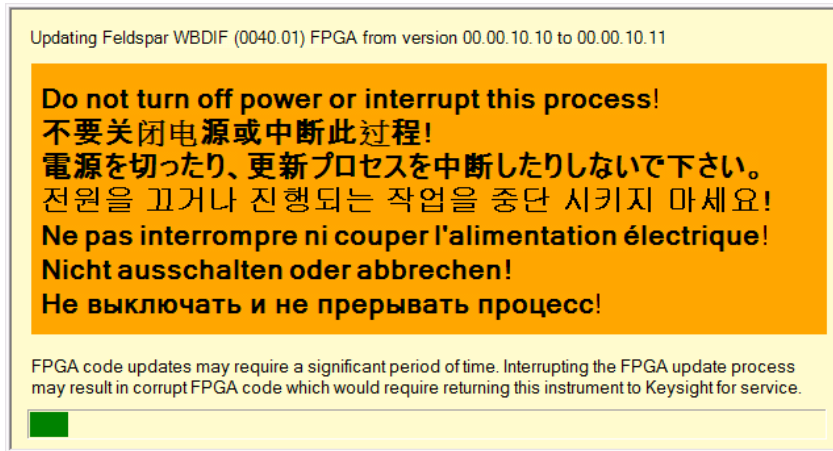 Updating Feldspar WBDIF (0040.01) FPGA from version 00.00.10.10 to 00.00.10.11
Do not turn off power or interrupt this process!
不要关闭电源或中断此过程!
電源を切ったり、更新プロセスを中断したりしないで下さい。
전원을 끄거나 진행되는 작업을 중단 시키지 마세요!
Ne pas interrompre ni couper l'alimentation électrique!
Nicht ausschalten oder abbrechen!
Не выключать и не прерывать процесс!
FPGA code updates may require a significant period of time. Interrupting the FPGA update process
may result in corrupt FPGA code which would require returning this instrument to Keysight for service.